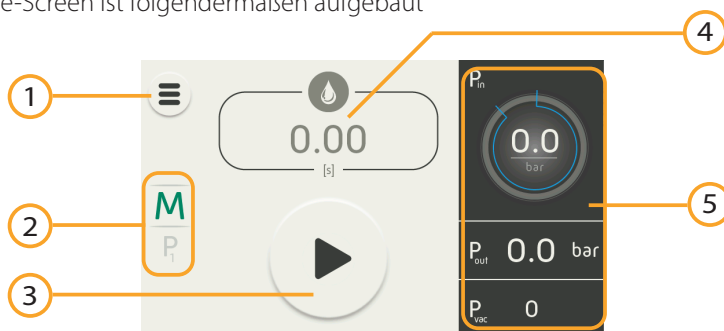 e-Screen ist folgendermaßen aufgebaut
4
1
Pin
0.00
0.0
bar
[s]
M
5
2
P1
Pout 0.0 bar
3
Pvac 0